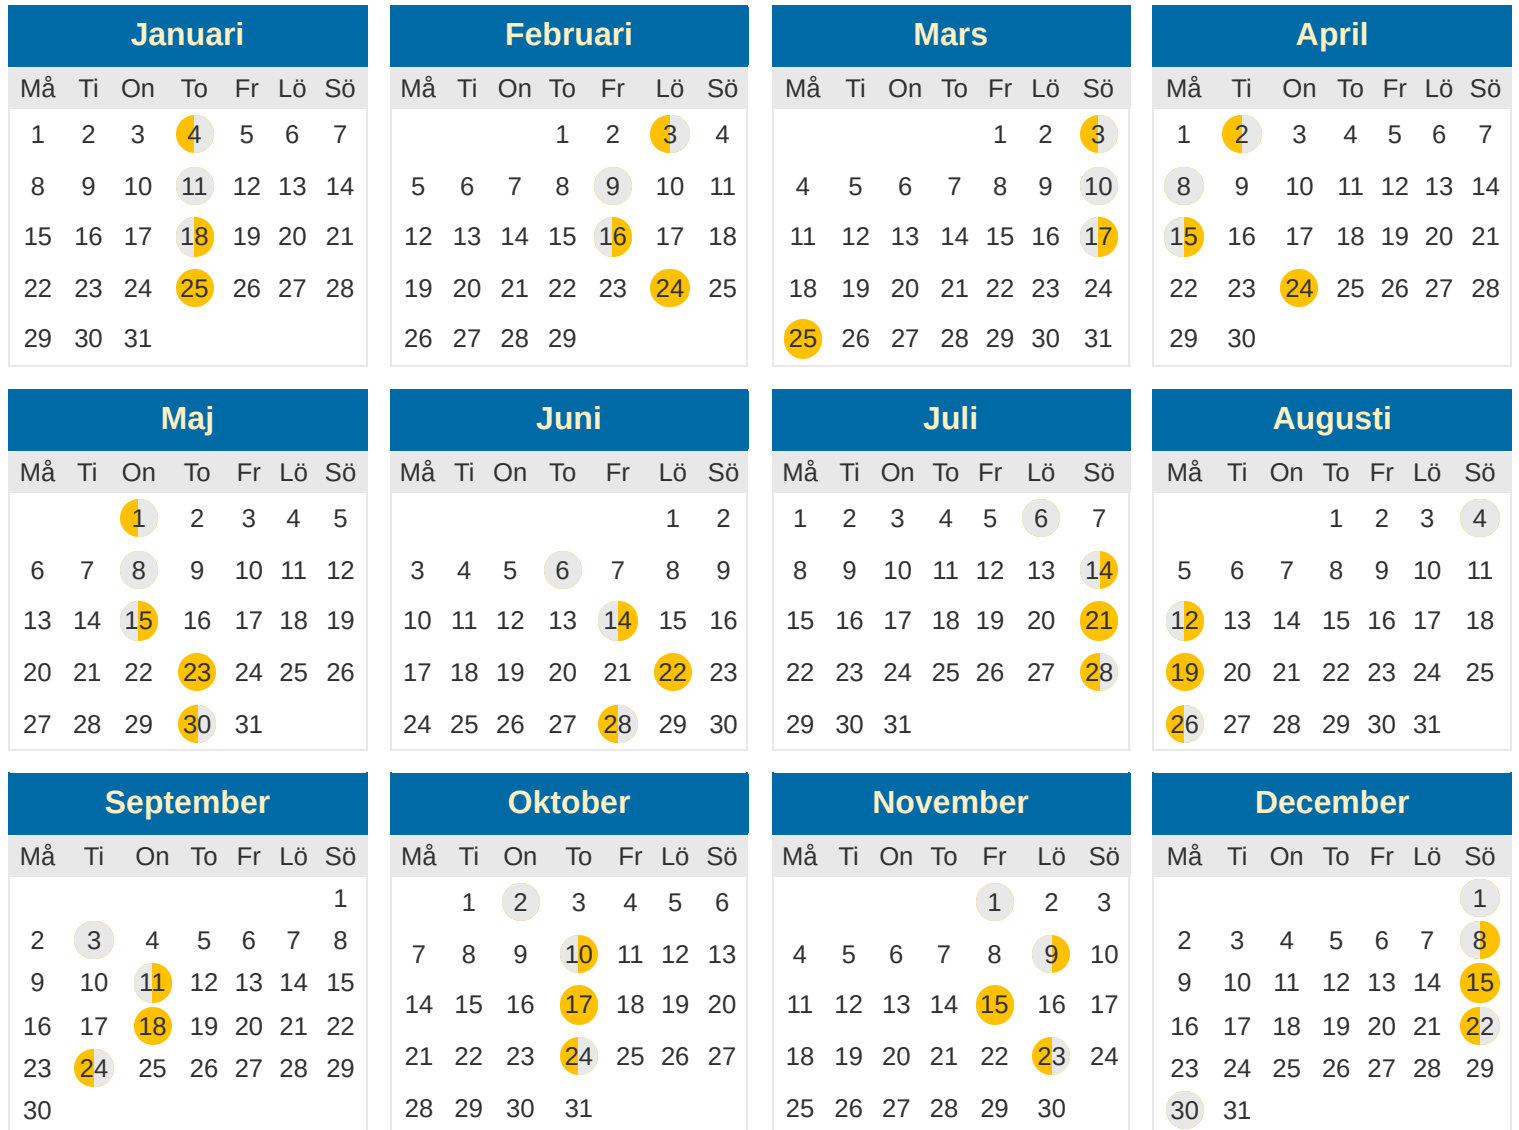 Januari
Må Ti On To Fr Lö Sö
1 2 3 4 5 6 7
8 9 10 11 12 13 14
15 16 17 18 19 20 21
22 23 24 25 26 27 28
29 30 31
Februari
Må Ti On To Fr Lö Sö
1 2 3 4
5 6 7 8 9 10 11
12 13 14 15 16 17 18
19 20 21 22 23 24 25
26 27 28 29
Mars
Må Ti On To Fr Lö Sö
1 2 3
4 5 6 7 8 9 10
11 12 13 14 15 16 17
18 19 20 21 22 23 24
25 26 27 28 29 30 31
April
Må Ti On To Fr Lö Sö
1 2 3 4 5 6 7
8 9 10 11 12 13 14
15 16 17 18 19 20 21
22 23 24 25 26 27 28
29 30
Maj
Må Ti On To Fr Lö Sö
1 2 3 4 5
6 7 8 9 10 11 12
13 14 15 16 17 18 19
20 21 22 23 24 25 26
27 28 29 30 31
Juni
Må Ti On To Fr Lö Sö
1 2
3 4 5 6 7 8 9
10 11 12 13 14 15 16
17 18 19 20 21 22 23
24 25 26 27 28 29 30
Juli
Må Ti On To Fr Lö Sö
1 2 3 4 5 6 7
8 9 10 11 12 13 14
15 16 17 18 19 20 21
22 23 24 25 26 27 28
29 30 31
Augusti
Må Ti On To Fr Lö Sö
1 2 3 4
5 6 7 8 9 10 11
12 13 14 15 16 17 18
19 20 21 22 23 24 25
26 27 28 29 30 31
September
Må Ti On To Fr Lö Sö
1
2 3 4 5 6 7 8
9 10 11 12 13 14 15
16 17 18 19 20 21 22
23 24 25 26 27 28 29
30
Oktober
Må Ti On To Fr Lö Sö
1 2 3 4 5 6
7 8 9 10 11 12 13
14 15 16 17 18 19 20
21 22 23 24 25 26 27
28 29 30 31
November
Må Ti On To Fr Lö Sö
1 2 3
4 5 6 7 8 9 10
11 12 13 14 15 16 17
18 19 20 21 22 23 24
25 26 27 28 29 30
December
Må Ti On To Fr Lö Sö
1
2 3 4 5 6 7 8
9 10 11 12 13 14 15
16 17 18 19 20 21 22
23 24 25 26 27 28 29
30 31